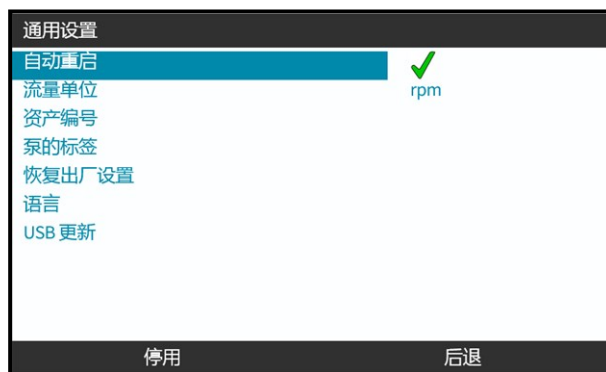 通用设置
自动重启
流量单位 rpm
资产编号
泵的标签
恢复出厂设置
语言
USB 更新
停用 后退